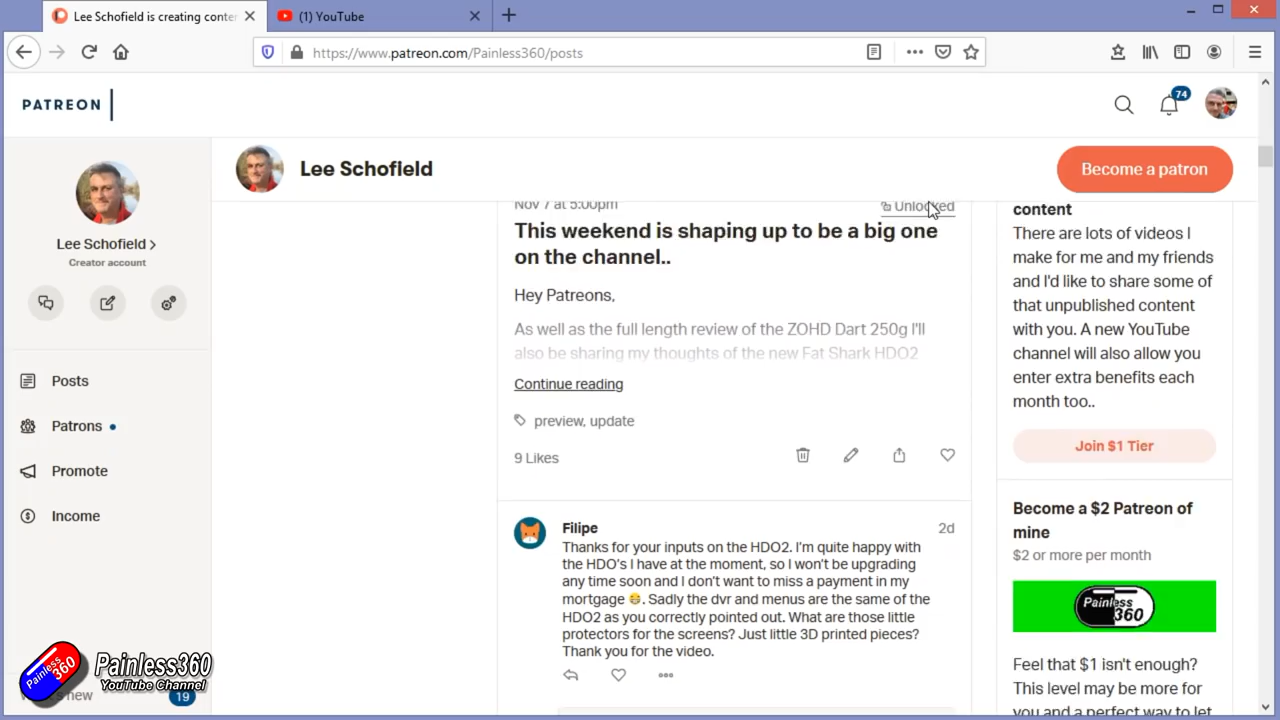 Lee Schofield is creating conte
(1) YouTube
https://www.patreon.com/Painless360/posts
PATREON
74
Lee Schofield
Creator account
Posts
Patrons
Promote
Income
19
Lee Schofield
Become a patron
Nov 7 at 5:00pm
Unlocked
This weekend is shaping up to be a big one
on the channel..
Hey Patreons,
As well as the full length review of the ZOHD Dart 250g I'll
also be sharing my thoughts of the new Fat Shark HDO2
Continue reading
preview, update
9 Likes
Filipe
2d
Thanks for your inputs on the HDO2. I'm quite happy with
the HDO's I have at the moment, so I won't be upgrading
any time soon and I don't want to miss a payment in my
mortgage 😁. Sadly the dvr and menus are the same of the
HDO2 as you correctly pointed out. What are those little
protectors for the screens? Just little 3D printed pieces?
Thank you for the video.
content
There are lots of videos I
make for me and my friends
and I'd like to share some of
that unpublished content
with you. A new YouTube
channel will also allow you
enter extra benefits each
month too..
Join $1 Tier
Become a $2 Patreon of
mine
$2 or more per month
Painless
360
Feel that $1 isn't enough?
This level may be more for
you and a perfect way to let
Painless
360
Painless360
YouTube Channel